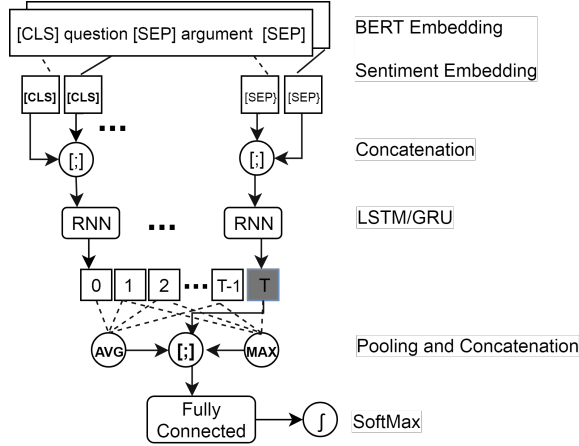 [CLS] question [SEP] argument [SEP]
BERT Embedding
Sentiment Embedding
[CLS] [CLS] ... [SEP} [SEP}
[;] [;]
Concatenation
RNN ... RNN
LSTM/GRU
0 1 2 ... T-1 T
AVG [;] MAX
Pooling and Concatenation
Fully
Connected
∫
SoftMax